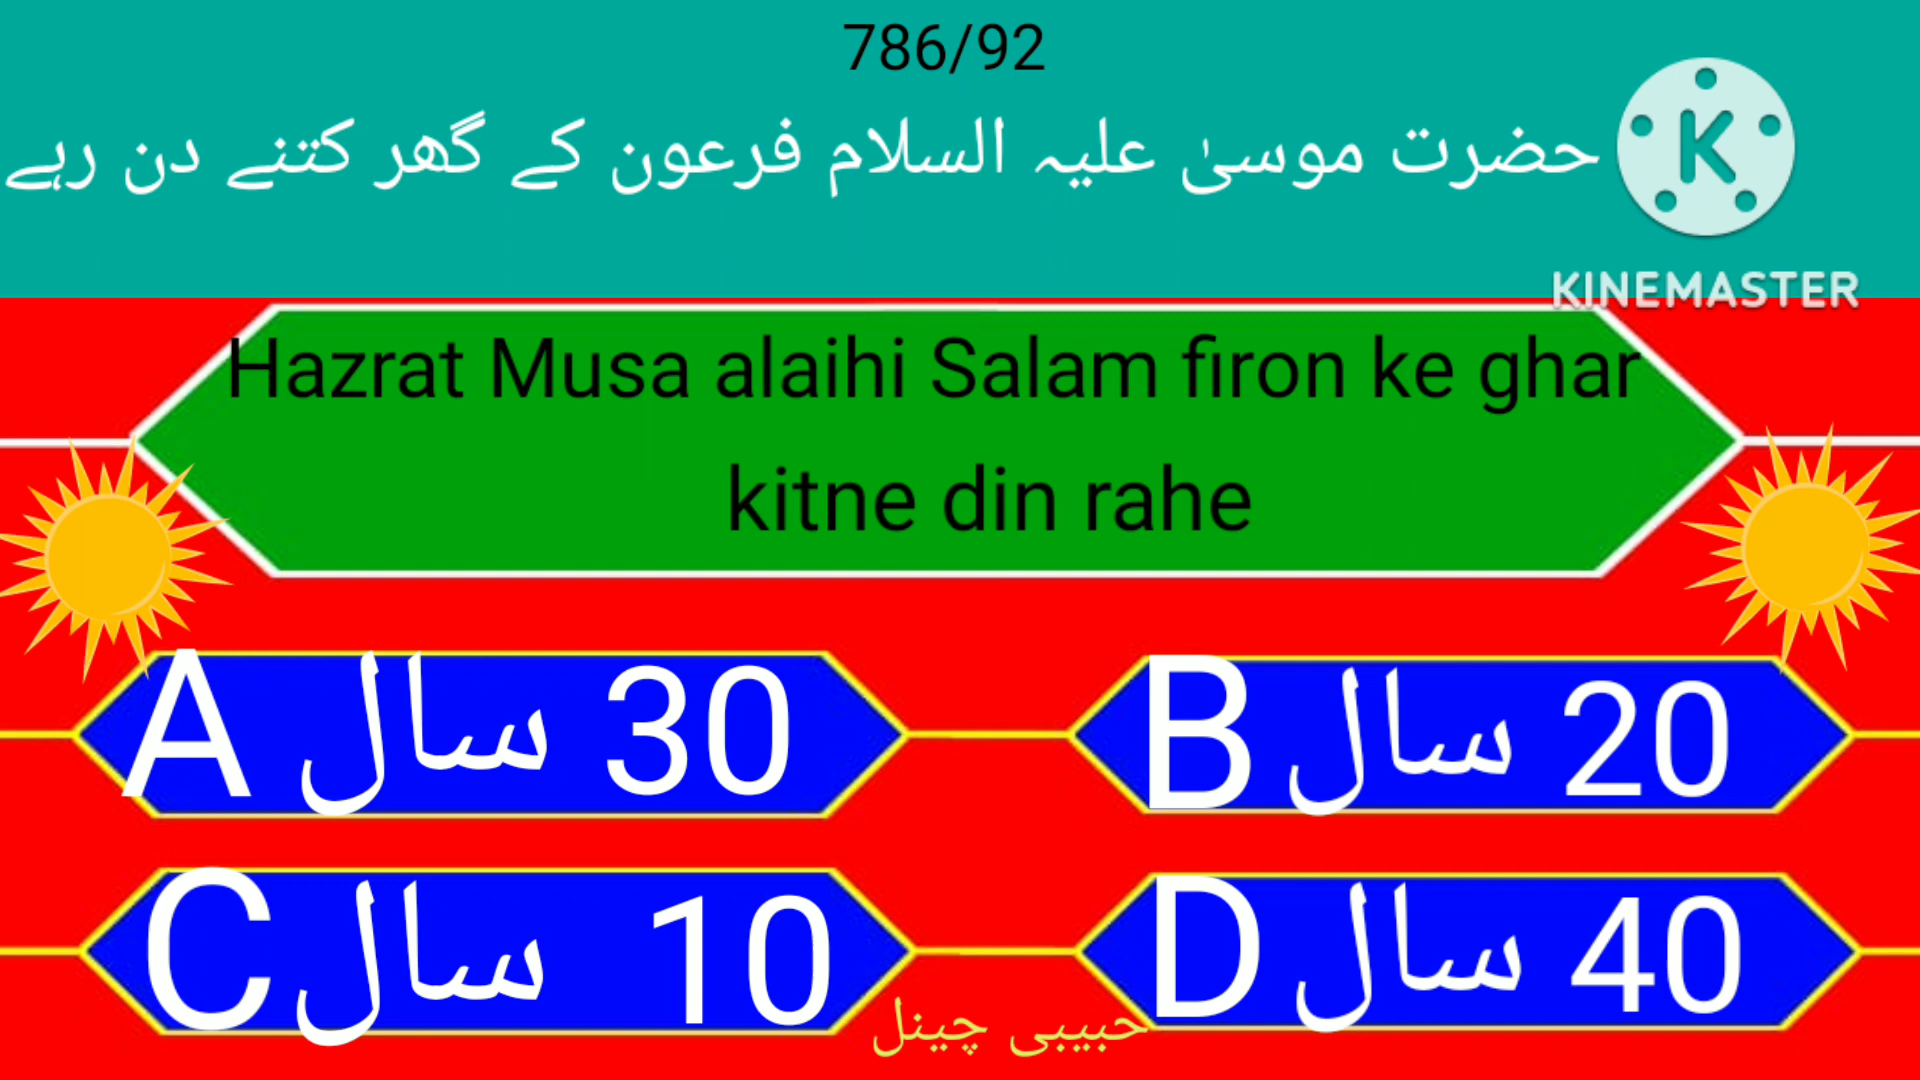 786/92
حضرت موسیٰ علیہ السلام فرعون کے گھر کتنے دن رہے
K
KINEMASTER
Hazrat Musa alaihi Salam firon ke ghar
kitne din rahe
A سال 30
B سال 20
C سال 10
D سال 40
حبیبی چینل